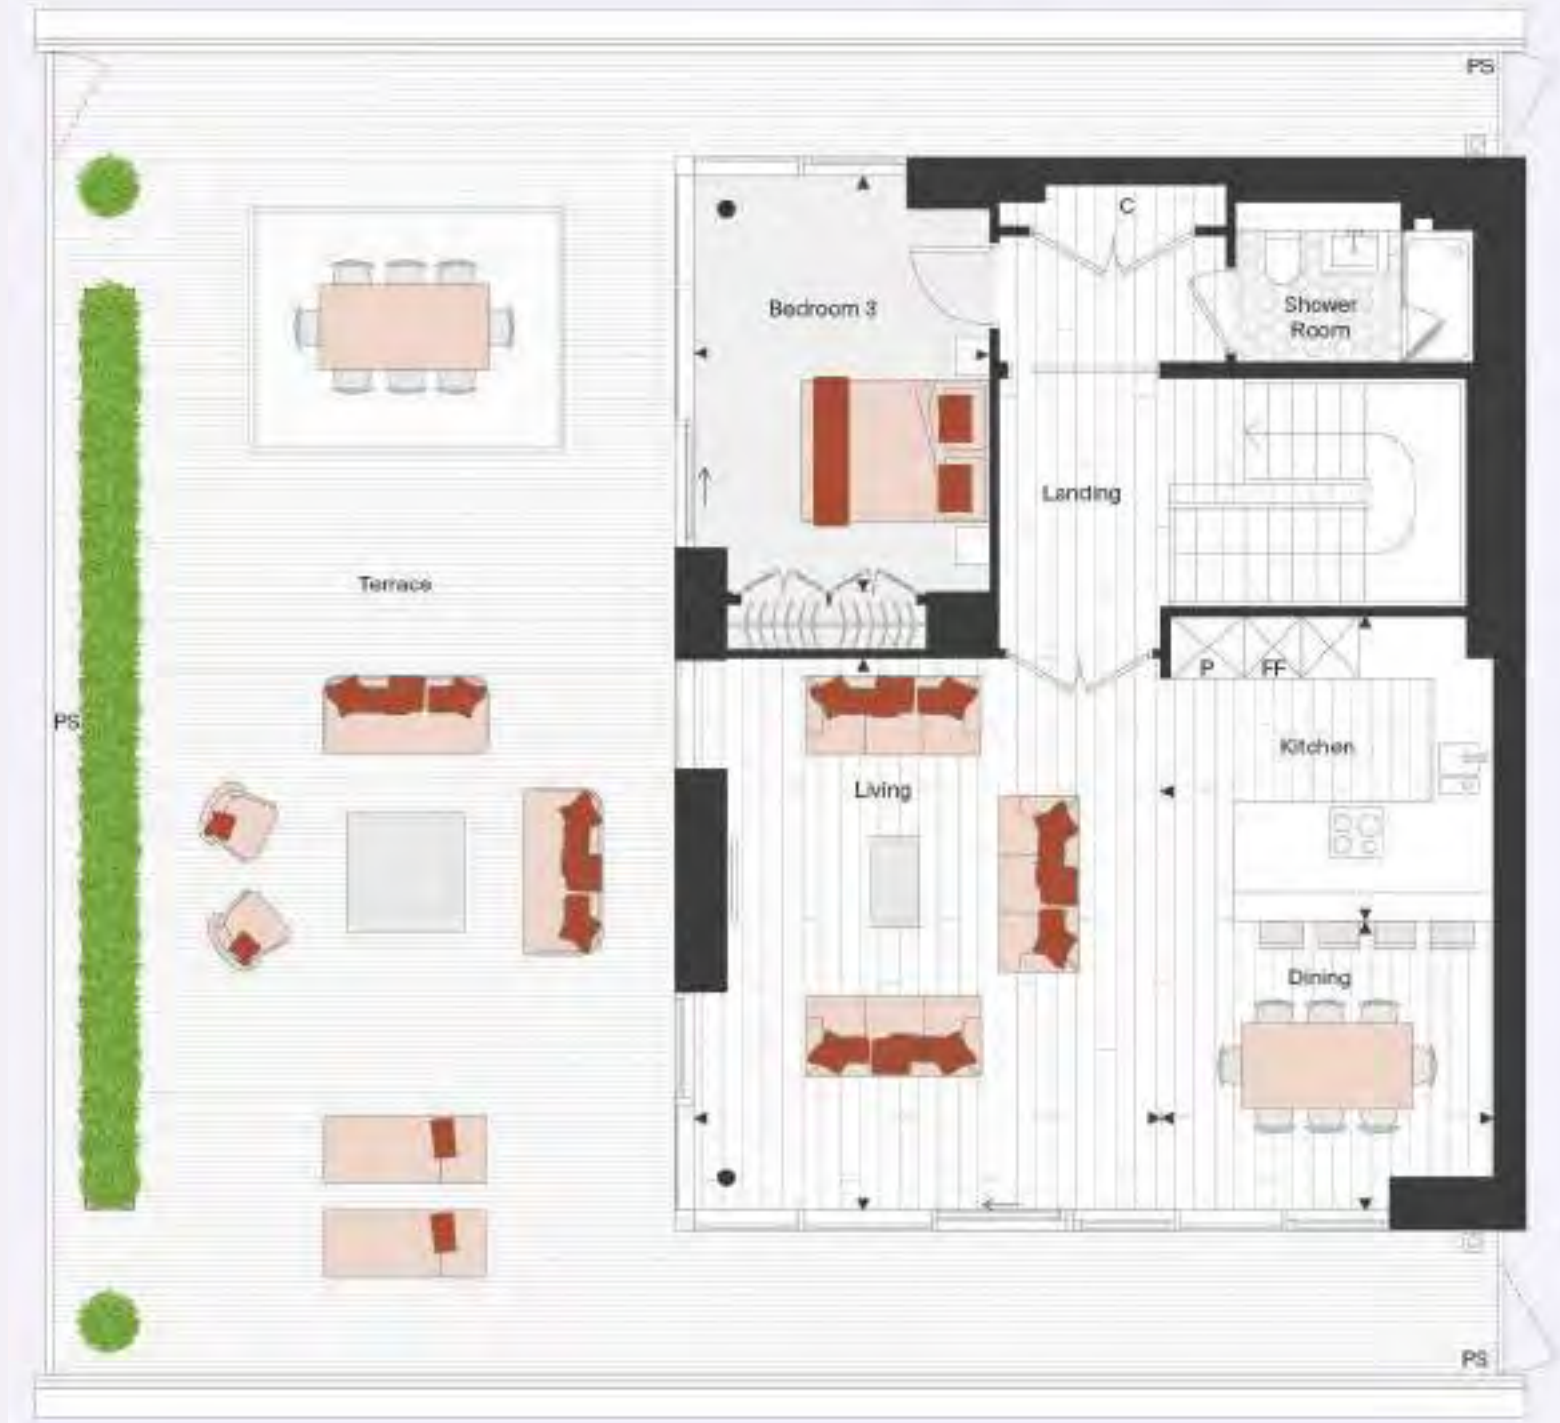 PS
C
Bedroom 3
Shower
Room
Landing
Terrace
P
FF
PS
Kitchen
Living
Dining
PS